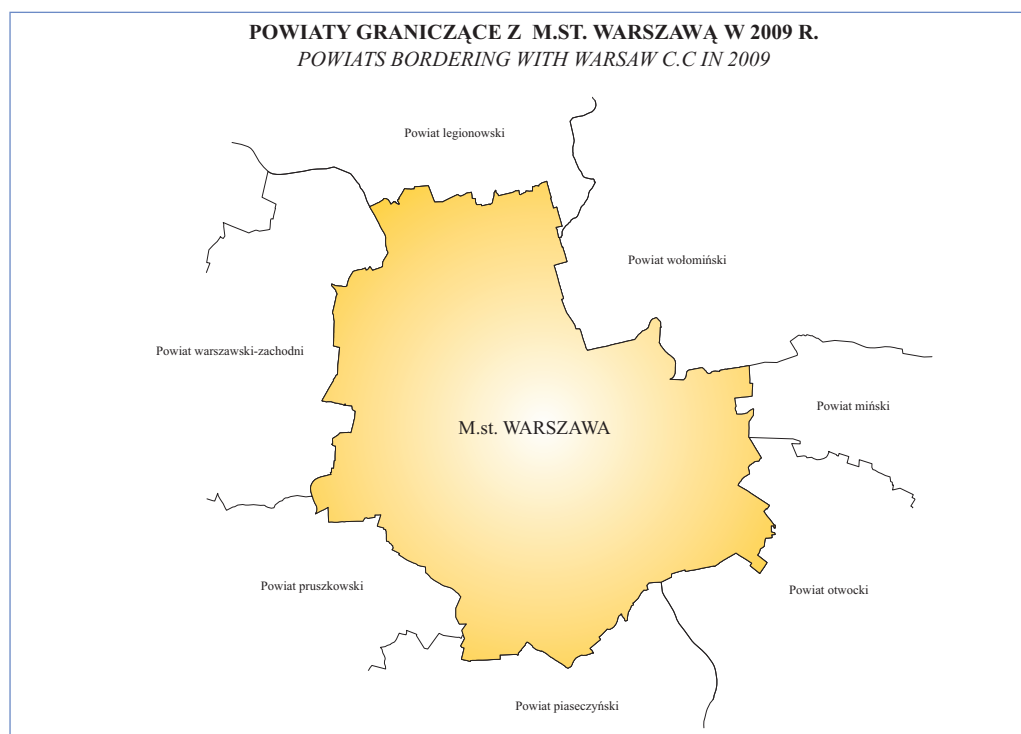 POWIATY GRANICZĄCE Z M.ST. WARSZAWĄ W 2009 R.
POWIATS BORDERING WITH WARSAW C.C IN 2009
Powiat legionowski
Powiat wołomiński
Powiat warszawski-zachodni
Powiat miński
M.st. WARSZAWA
Powiat pruszkowski
Powiat otwocki
Powiat piaseczyński